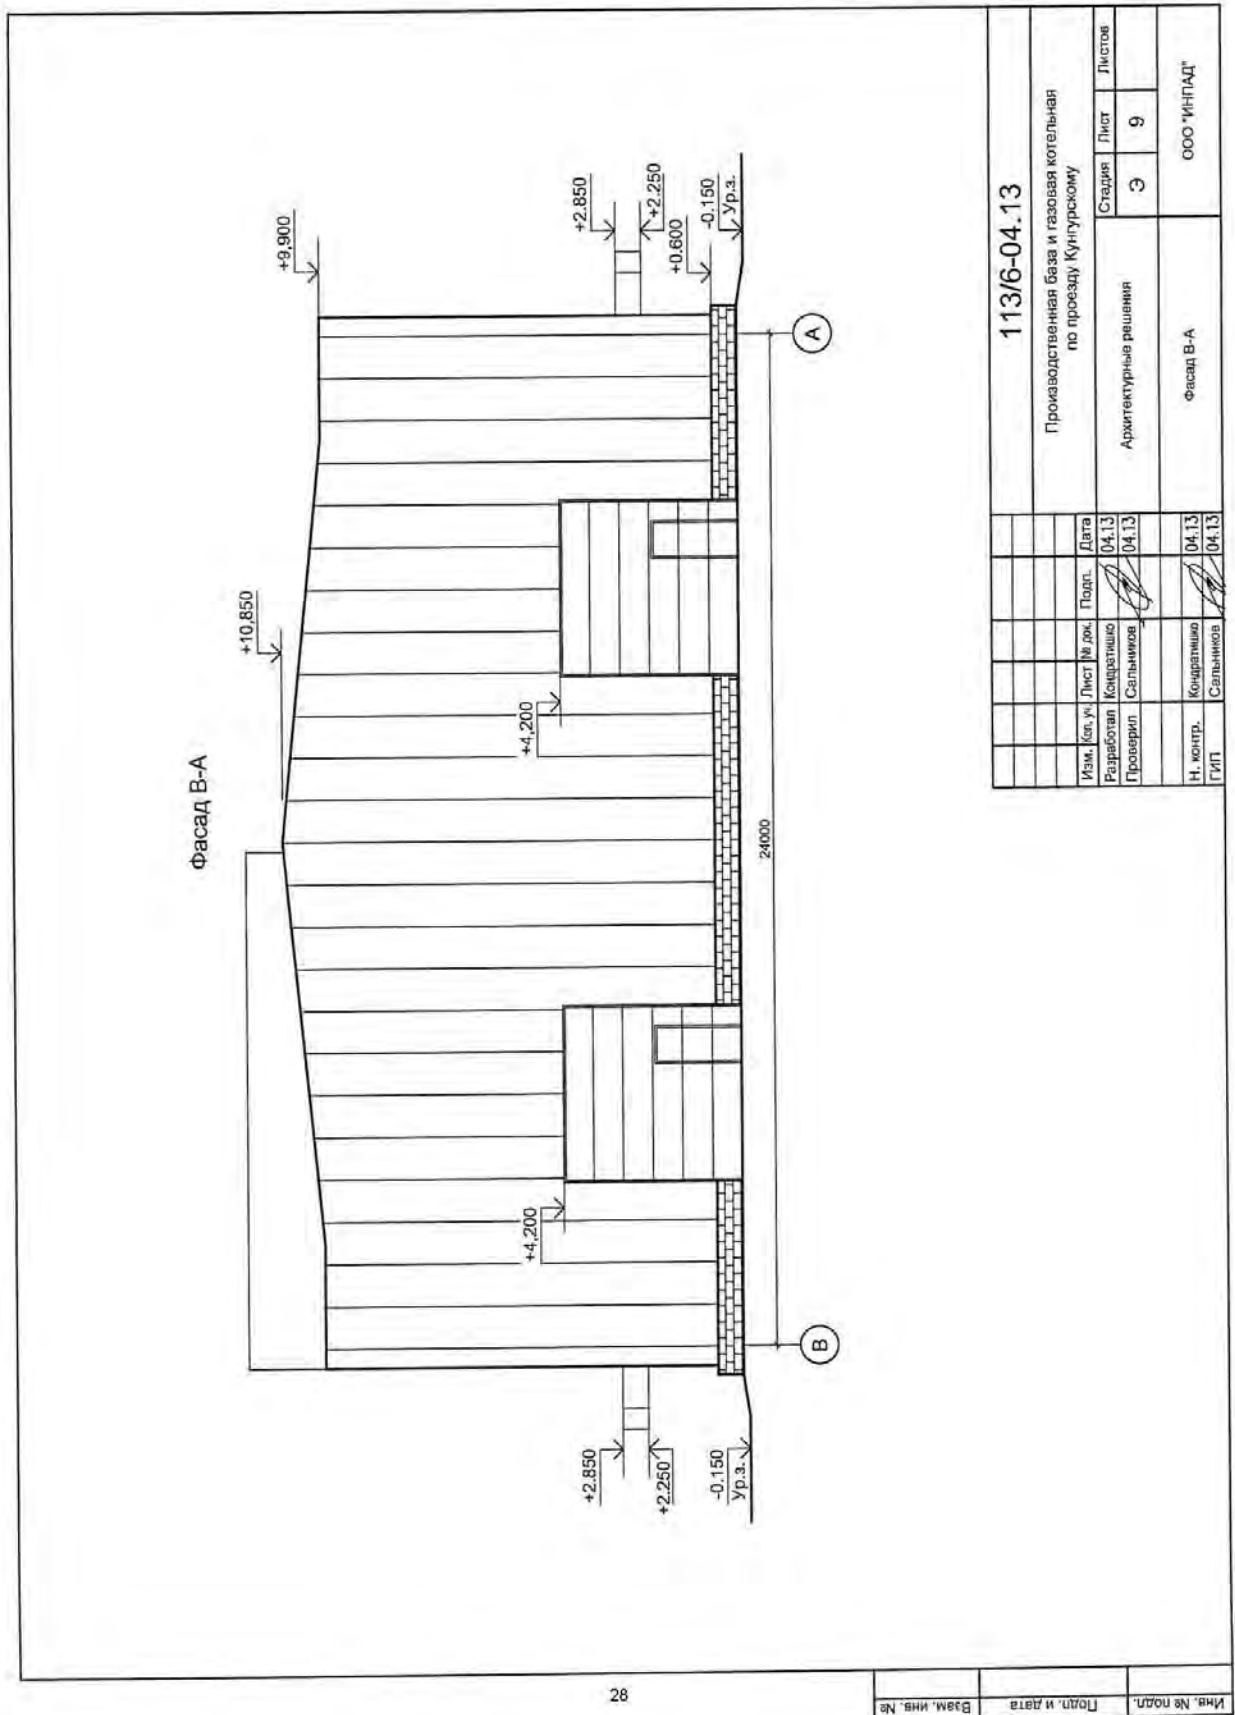 Фасад В-А
+10,850
+9,900
+2.850
+2.250
+0.600
-0.150
Ур.з.
+4,200
+4,200
+2.850
+2.250
-0.150
Ур.з.
24000
В
А
113/6-04.13
Производственная база и газовая котельная
по проезду Кунгурскому
Изм. Кол. уч. Лист № док. Подп. Дата
Разработал Кондратишко 04.13
Проверил Сальников 04.13
Н. контр. Кондратишко 04.13
ГИП Сальников 04.13
Архитектурные решения
Стадия Лист Листов
Э 9
Фасад В-А
ООО "ИНПАД"
28
Взам. инв. №
Подп. и дата
Инв. № подл.